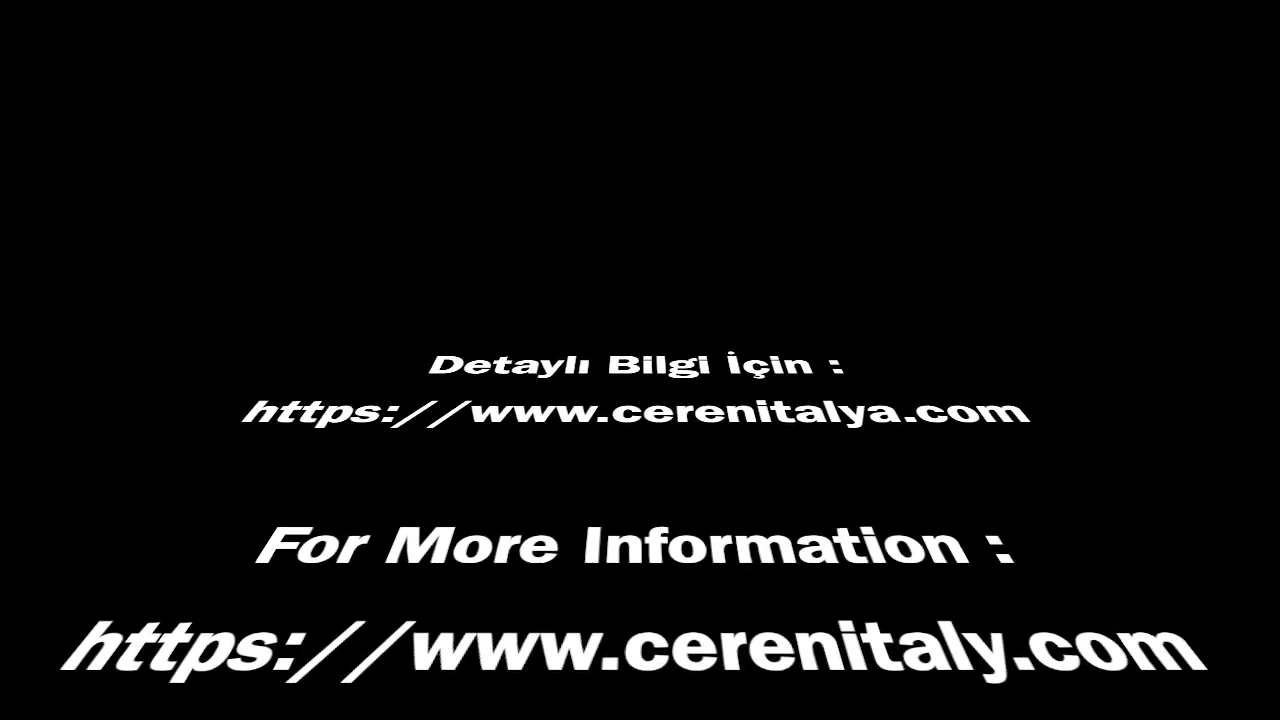 Detaylı Bilgi İçin :
https://www.cerenitalya.com
For More Information :
https://www.cerenitaly.com